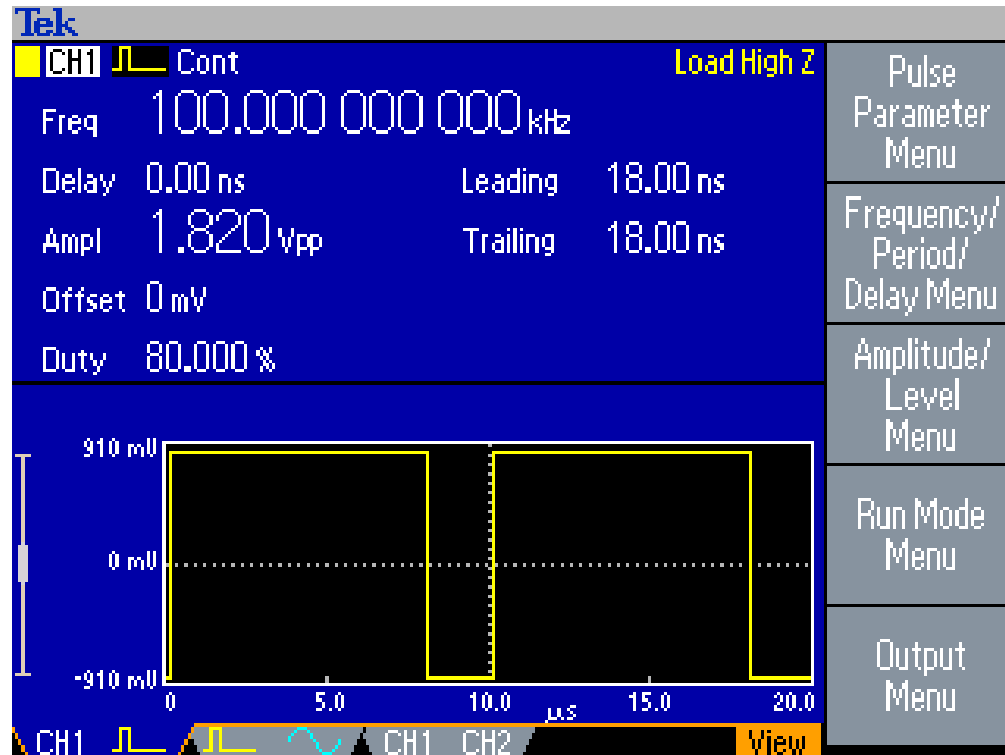 Tek
CH1 Cont Load High Z
Freq 100.000 000 000 kHz
Delay 0.00 ns Leading 18.00 ns
Ampl 1.820 Vpp Trailing 18.00 ns
Offset 0 mV
Duty 80.000 %
910 mV
0 mV
-910 mV
0 5.0 10.0 µs 15.0 20.0
CH1 CH1 CH2 View
Pulse
Parameter
Menu
Frequency/
Period/
Delay Menu
Amplitude/
Level
Menu
Run Mode
Menu
Output
Menu